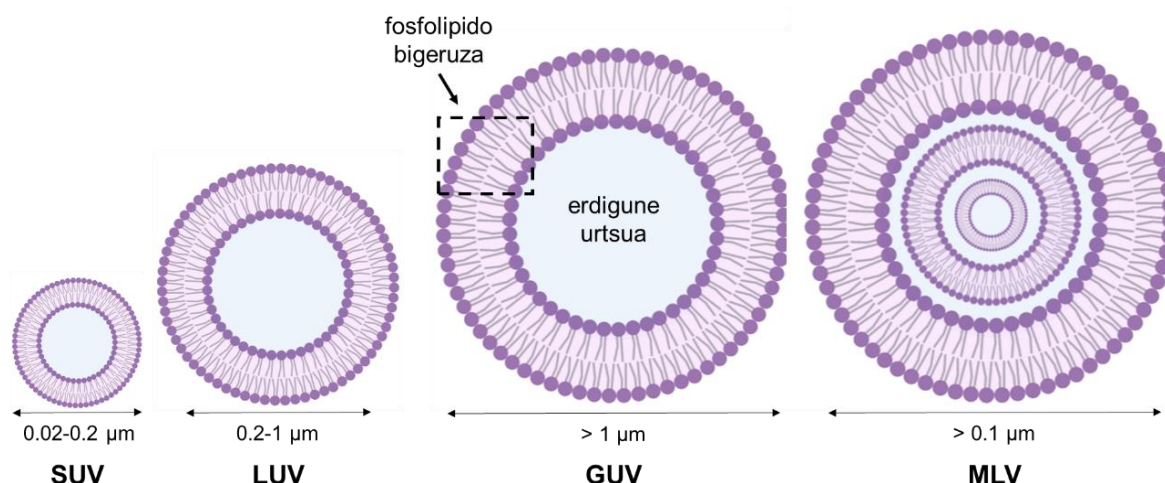 fosfolipido
bigeruza
erdigune
urtsua
0.02-0.2 µm
0.2-1 µm
> 1 µm
> 0.1 µm
SUV
LUV
GUV
MLV